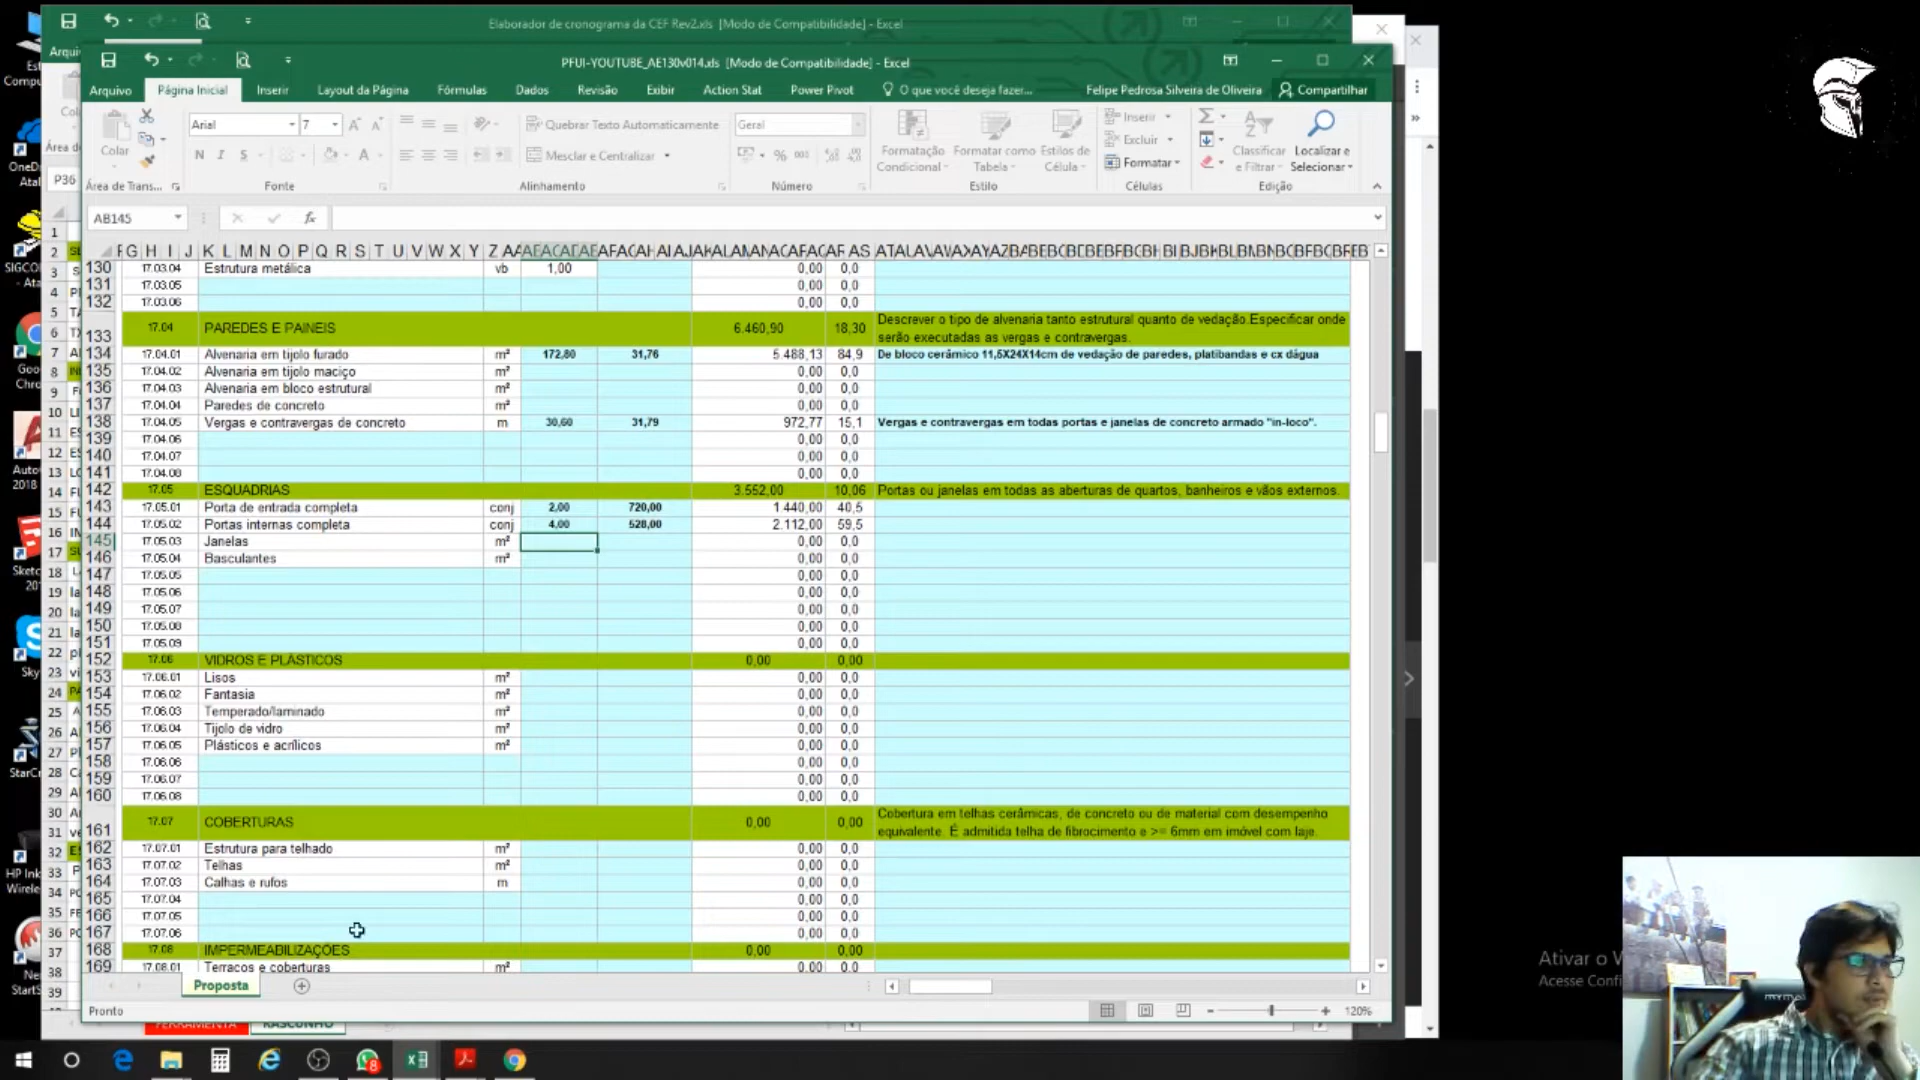 Elaborador de cronograma da CEF Rev2.xls [Modo de Compatibilidade] - Excel
PFUI-YOUTUBE_AE130v014.xls [Modo de Compatibilidade] - Excel
Arquivo Página Inicial Inserir Layout da Página Fórmulas Dados Revisão Exibir Action Stat Power Pivot O que você deseja fazer... Felipe Pedrosa Silveira de Oliveira Compartilhar
Colar Arial 7 Quebrar Texto Automaticamente Geral Inserir
N I S Mesclar e Centralizar Formatação Condicional Formatar como Tabela Estilos de Célula Excluir Formatar Classificar e Filtrar Localizar e Selecionar
Área de Trans... Fonte Alinhamento Número Estilo Células Edição
P36
AB145 fx
130 17.03.04 Estrutura metálica vb 1,00 0,00 0,0
131 17.03.05 0,00 0,0
132 17.03.06 0,00 0,0
133 17.04 PAREDES E PAINEIS 6.460,90 18,30 Descrever o tipo de alvenaria tanto estrutural quanto de vedação.Especificar onde
serão executadas as vergas e contravergas.
134 17.04.01 Alvenaria em tijolo furado m² 172,80 31,76 5.488,13 84,9 De bloco cerâmico 11,5X24X14cm de vedação de paredes, platibandas e cx dágua
135 17.04.02 Alvenaria em tijolo maciço m² 0,00 0,0
136 17.04.03 Alvenaria em bloco estrutural m² 0,00 0,0
137 17.04.04 Paredes de concreto m² 0,00 0,0
138 17.04.05 Vergas e contravergas de concreto m 30,60 31,79 972,77 15,1 Vergas e contravergas em todas portas e janelas de concreto armado "in-loco".
139 17.04.06 0,00 0,0
140 17.04.07 0,00 0,0
141 17.04.08 0,00 0,0
142 17.05 ESQUADRIAS 3.552,00 10,06 Portas ou janelas em todas as aberturas de quartos, banheiros e vãos externos.
143 17.05.01 Porta de entrada completa conj 2,00 720,00 1.440,00 40,5
144 17.05.02 Portas internas completa conj 4,00 528,00 2.112,00 59,5
145 17.05.03 Janelas m² 0,00 0,0
146 17.05.04 Basculantes m² 0,00 0,0
147 17.05.05 0,00 0,0
148 17.05.06 0,00 0,0
149 17.05.07 0,00 0,0
150 17.05.08 0,00 0,0
151 17.05.09 0,00 0,0
152 17.06 VIDROS E PLÁSTICOS 0,00 0,00
153 17.06.01 Lisos m² 0,00 0,0
154 17.06.02 Fantasia m² 0,00 0,0
155 17.06.03 Temperado/laminado m² 0,00 0,0
156 17.06.04 Tijolo de vidro m² 0,00 0,0
157 17.06.05 Plásticos e acrílicos m² 0,00 0,0
158 17.06.06 0,00 0,0
159 17.06.07 0,00 0,0
160 17.06.08 0,00 0,0
161 17.07 COBERTURAS 0,00 0,00 Cobertura em telhas cerâmicas, de concreto ou de material com desempenho
equivalente. É admitida telha de fibrocimento e >= 6mm em imóvel com laje.
162 17.07.01 Estrutura para telhado m² 0,00 0,0
163 17.07.02 Telhas m² 0,00 0,0
164 17.07.03 Calhas e rufos m 0,00 0,0
165 17.07.04 0,00 0,0
166 17.07.05 0,00 0,0
167 17.07.06 0,00 0,0
168 17.08 IMPERMEABILIZAÇÕES 0,00 0,00
169 17.08.01 Terraços e coberturas m² 0,00 0,0
Proposta
Pronto 120%
FERRAMENTA RASCUNHO
Ativar o
Acesse Confi